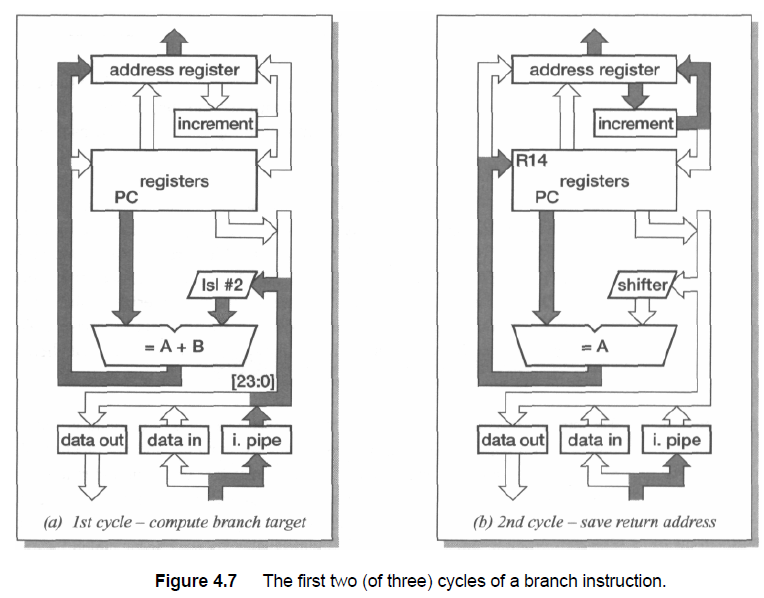 address register
increment
registers
PC
lsl #2
= A + B
[23:0]
data out
data in
i. pipe
(a) 1st cycle – compute branch target
address register
increment
R14
registers
PC
shifter
= A
data out
data in
i. pipe
(b) 2nd cycle – save return address
Figure 4.7 The first two (of three) cycles of a branch instruction.